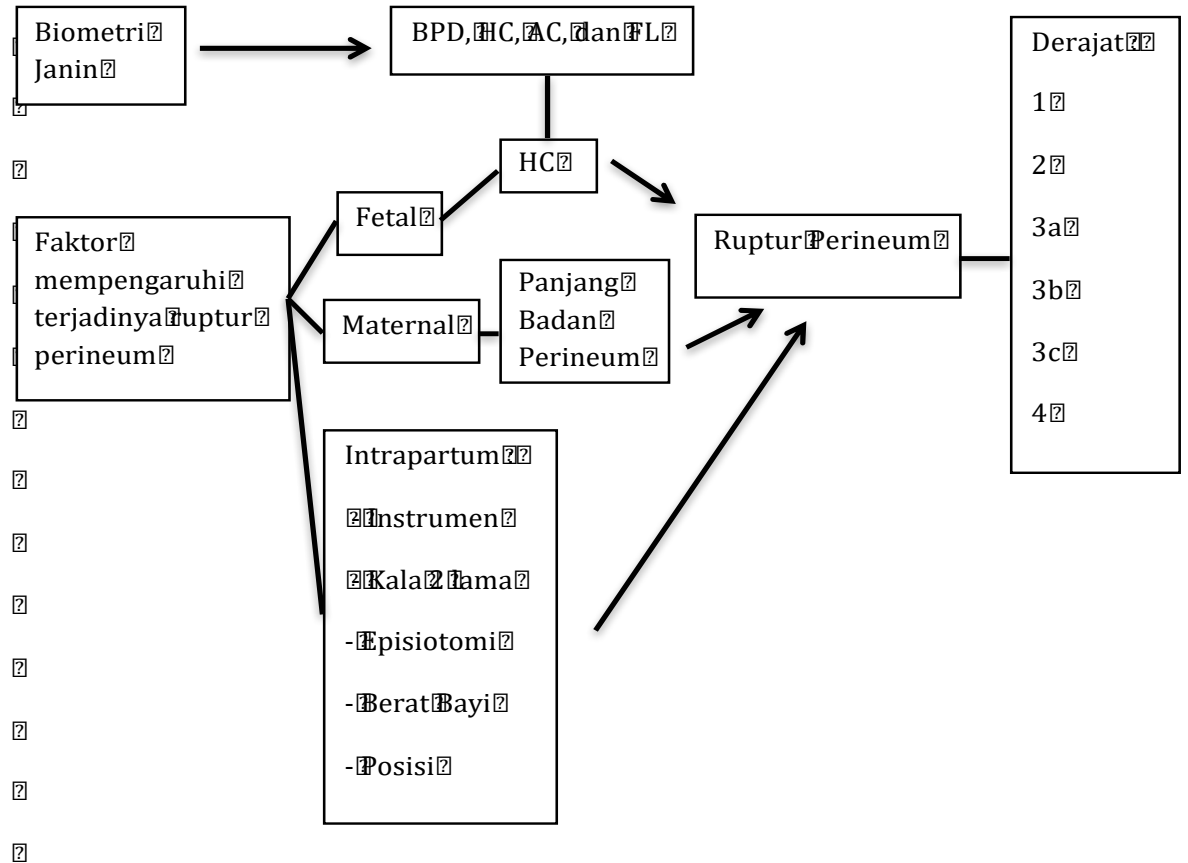 Biometri
Janin
BPD, HC, AC, dan FL
HC
Fetal
Faktor
mempengaruhi
terjadinya ruptur
perineum
Maternal
Panjang
Badan
Perineum
Intrapartum
- Instrumen
- Kala 2 lama
- Episiotomi
- Berat Bayi
- Posisi
Ruptur Perineum
Derajat
1
2
3a
3b
3c
4